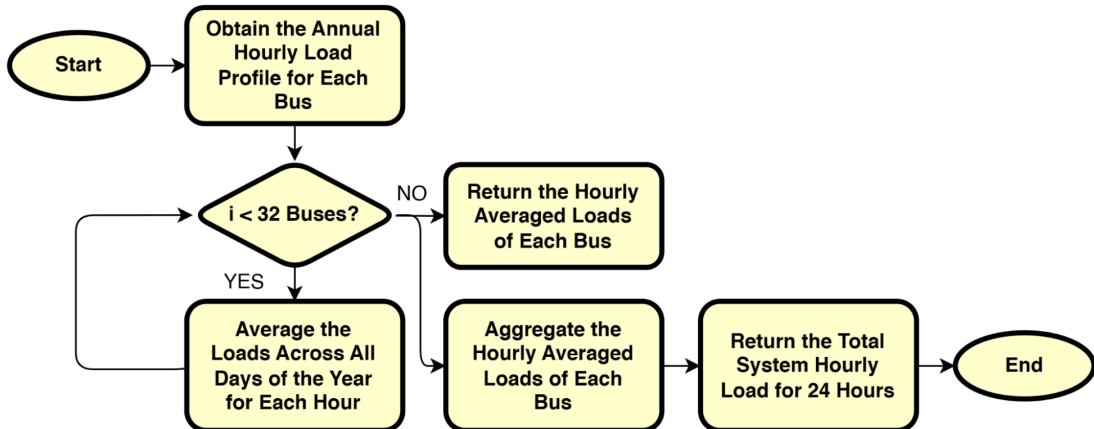 Start
Obtain the Annual
Hourly Load
Profile for Each
Bus
i < 32 Buses?
NO
Return the Hourly
Averaged Loads
of Each Bus
YES
Average the
Loads Across All
Days of the Year
for Each Hour
Aggregate the
Hourly Averaged
Loads of Each
Bus
Return the Total
System Hourly
Load for 24 Hours
End